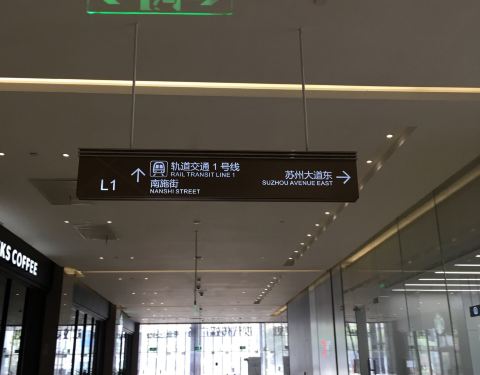 轨道交通 1 号线
RAIL TRANSIT LINE 1
南施街
NANSHI STREET
L1
苏州大道东
SUZHOU AVENUE EAST
KS COFFEE